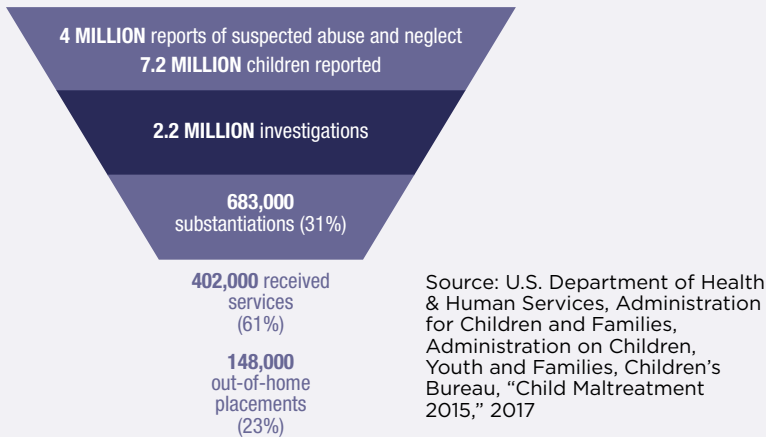 4 MILLION reports of suspected abuse and neglect
7.2 MILLION children reported
2.2 MILLION investigations
683,000
substantiations (31%)
402,000 received
services
(61%)
148,000
out-of-home
placements
(23%)
Source: U.S. Department of Health
& Human Services, Administration
for Children and Families,
Administration on Children,
Youth and Families, Children’s
Bureau, “Child Maltreatment
2015,” 2017